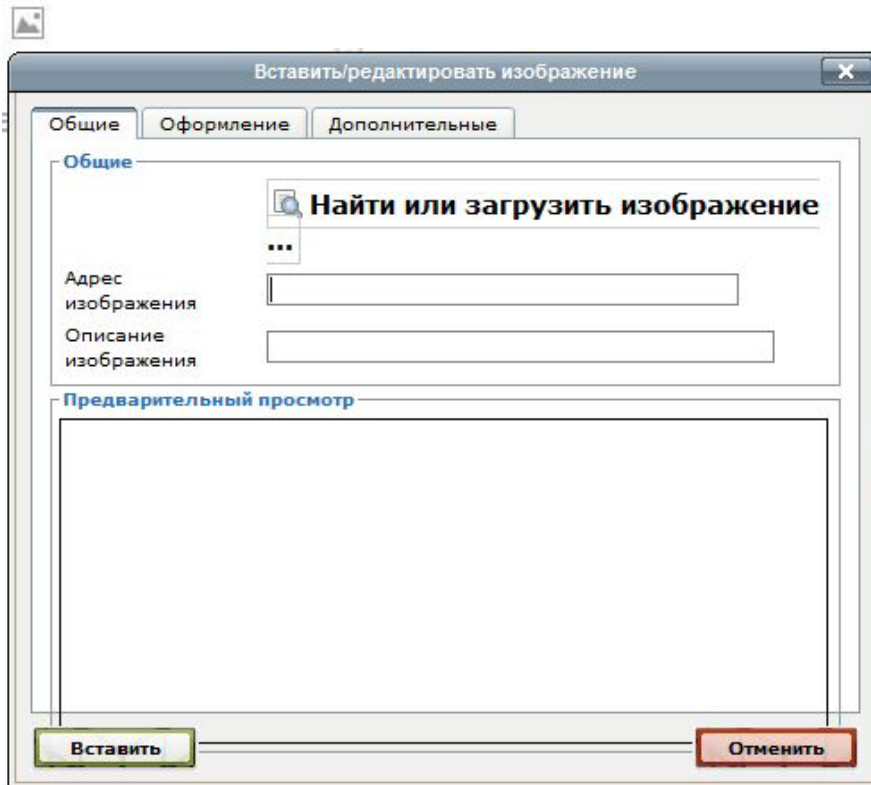 Вставить/редактировать изображение
Общие Оформление Дополнительные
Общие
Найти или загрузить изображение
...
Адрес
изображения
Описание
изображения
Предварительный просмотр
Вставить Отменить